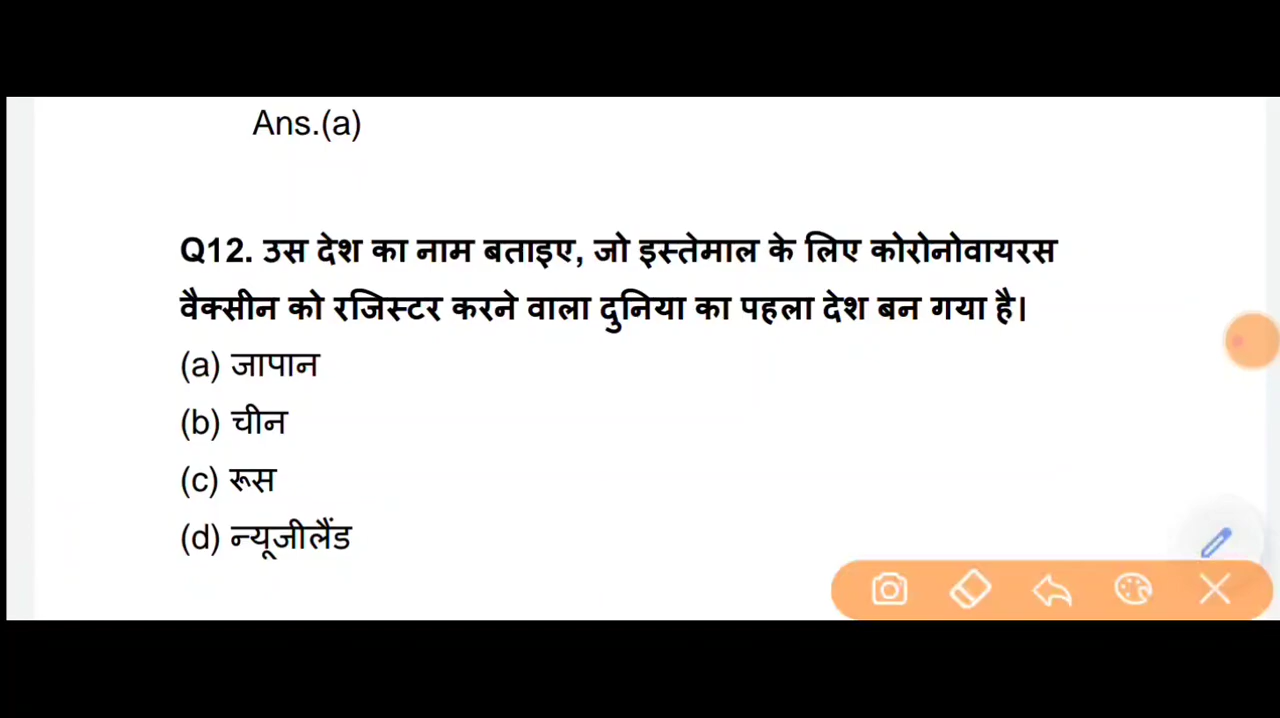 Ans.(a)
Q12. उस देश का नाम बताइए, जो इस्तेमाल के लिए कोरोनोवायरस
वैक्सीन को रजिस्टर करने वाला दुनिया का पहला देश बन गया है।
(a) जापान
(b) चीन
(c) रूस
(d) न्यूजीलैंड